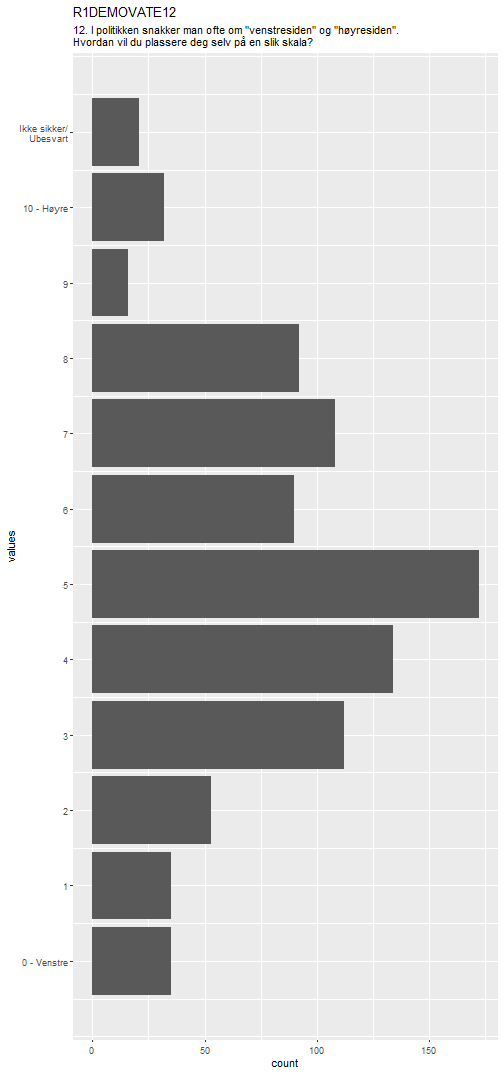 R1DEMOVATE12
12. I politikken snakker man ofte om "venstresiden" og "høyresiden".
Hvordan vil du plassere deg selv på en slik skala?
Ikke sikker/
Ubesvart
10 - Høyre
9
8
7
6
values
5
4
3
2
1
0 - Venstre
0
50
100
150
count